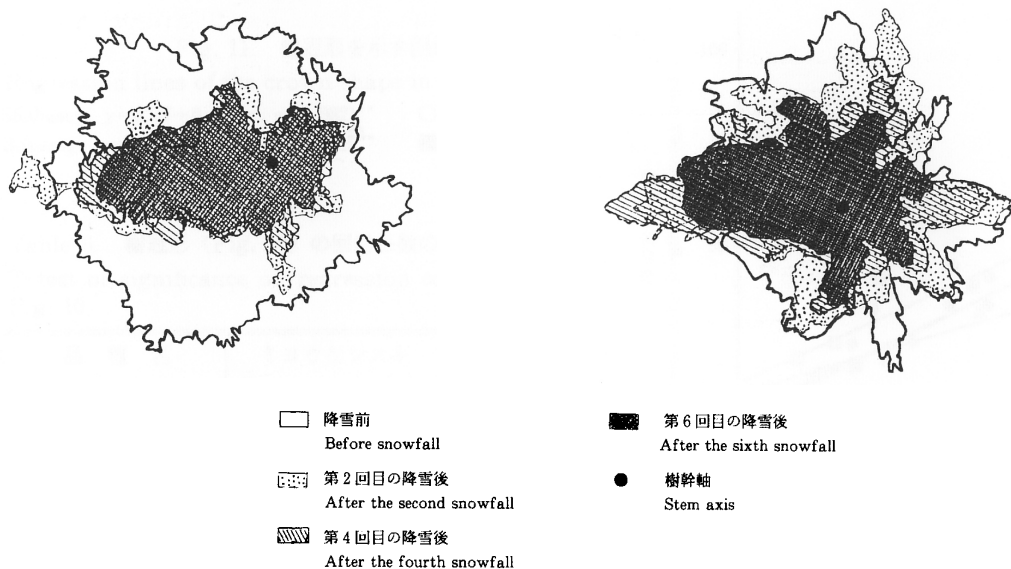 降雪前
Before snowfall
第2回目の降雪後
After the second snowfall
第4回目の降雪後
After the fourth snowfall
第6回目の降雪後
After the sixth snowfall
樹幹軸
Stem axis